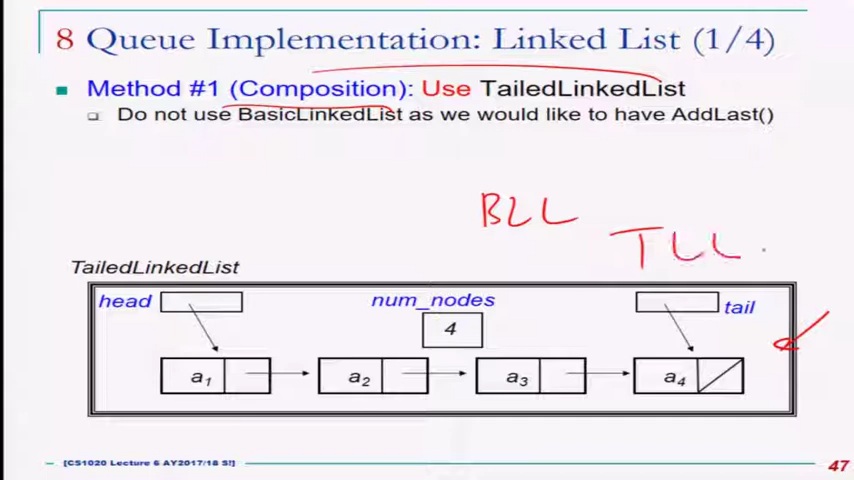 8 Queue Implementation: Linked List (1/4)
Method #1 (Composition): Use TailedLinkedList
Do not use BasicLinkedList as we would like to have AddLast()
BLL
TLL
TailedLinkedList
head num_nodes tail
4
a1 a2 a3 a4
[CS1020 Lecture 6 AY2017/18 S!]
47